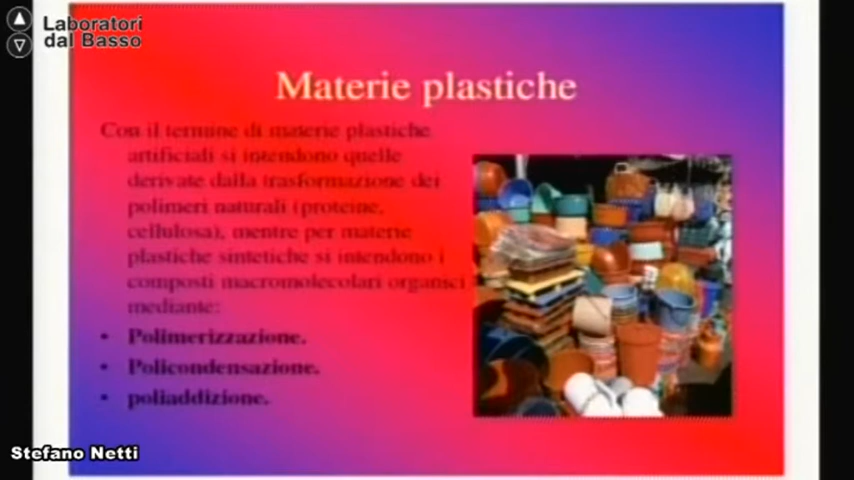 Laboratori
dal Basso
Materie plastiche
Con il termine di materie plastiche
artificiali si intendono quelle
derivate dalla trasformazione dei
polimeri naturali (proteine,
cellulosa), mentre per materie
plastiche sintetiche si intendono i
composti macromolecolari organici
mediante:
• Polimerizzazione.
• Policondensazione.
• poliaddizione.
Stefano Netti